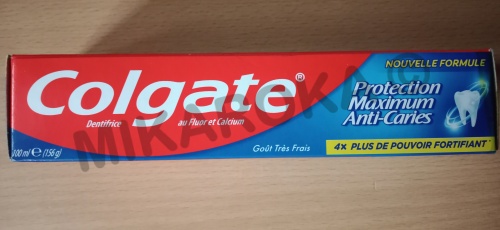 NOUVELLE FORMULE
Colgate®
Dentifrice au Fluor et Calcium
Protection
Maximum
Anti-Caries
Goût Très Frais
100 ml ℮ (156 g)
4X PLUS DE POUVOIR FORTIFIANT*
MIKAROKA ©